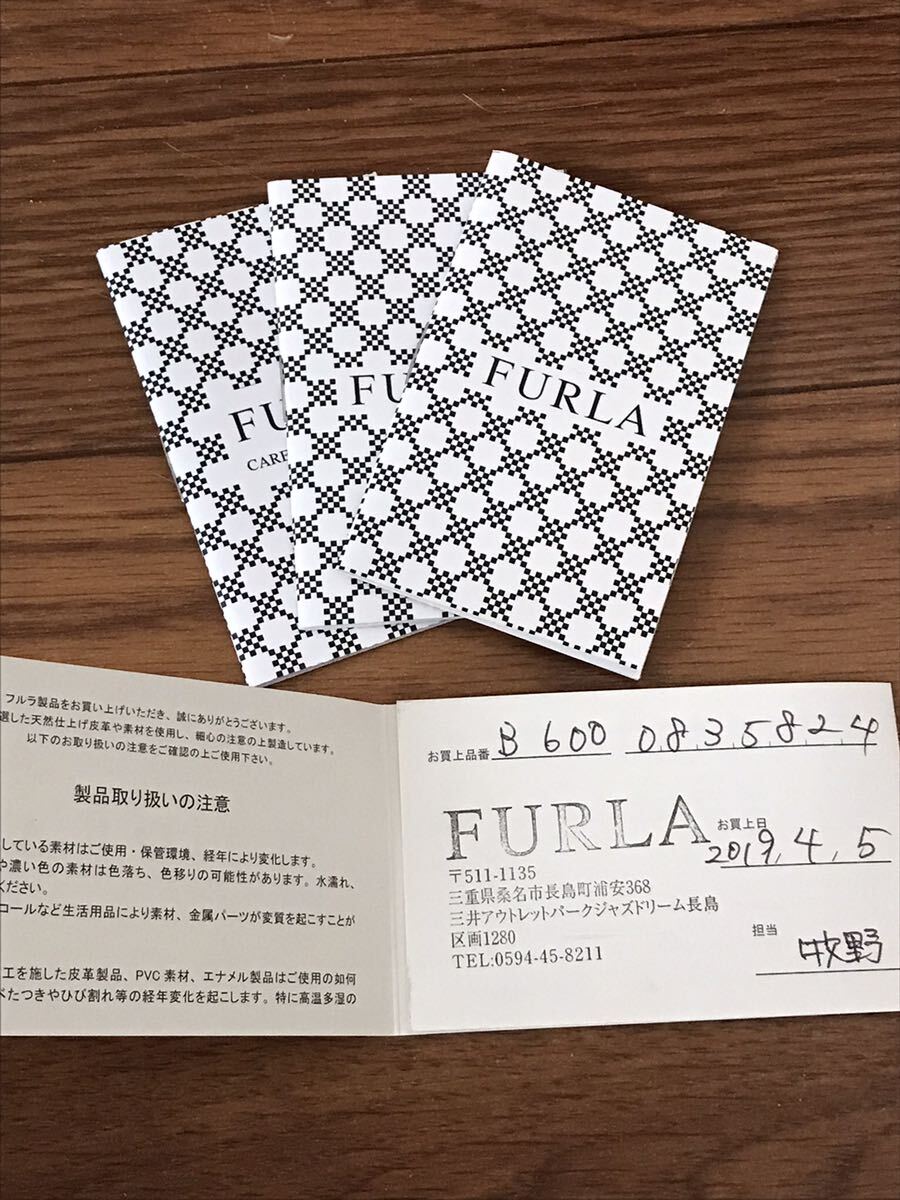 FURLA
FU
FU
CARE
フルラ製品をお買い上げいただき、誠にありがとうございます。
選した天然仕上げ皮革や素材を使用し、細心の注意の上製造しています。
以下のお取り扱いの注意をご確認の上ご使用下さい。
製品取り扱いの注意
している素材はご使用・保管環境、経年により変化します。
や濃い色の素材は色落ち、色移りの可能性があります。水濡れ、
ください。
コールなど生活用品により素材、金属パーツが変質を起こすことが
工を施した皮革製品、PVC素材、エナメル製品はご使用の如何
べたつきやひび割れ等の経年変化を起こします。特に高温多湿の
お買上品番 B 600 0835824
FURLA
お買上日
2019.4.5
〒511-1135
三重県桑名市長島町浦安368
三井アウトレットパークジャズドリーム長島
区画1280
TEL:0594-45-8211
担当 牧野